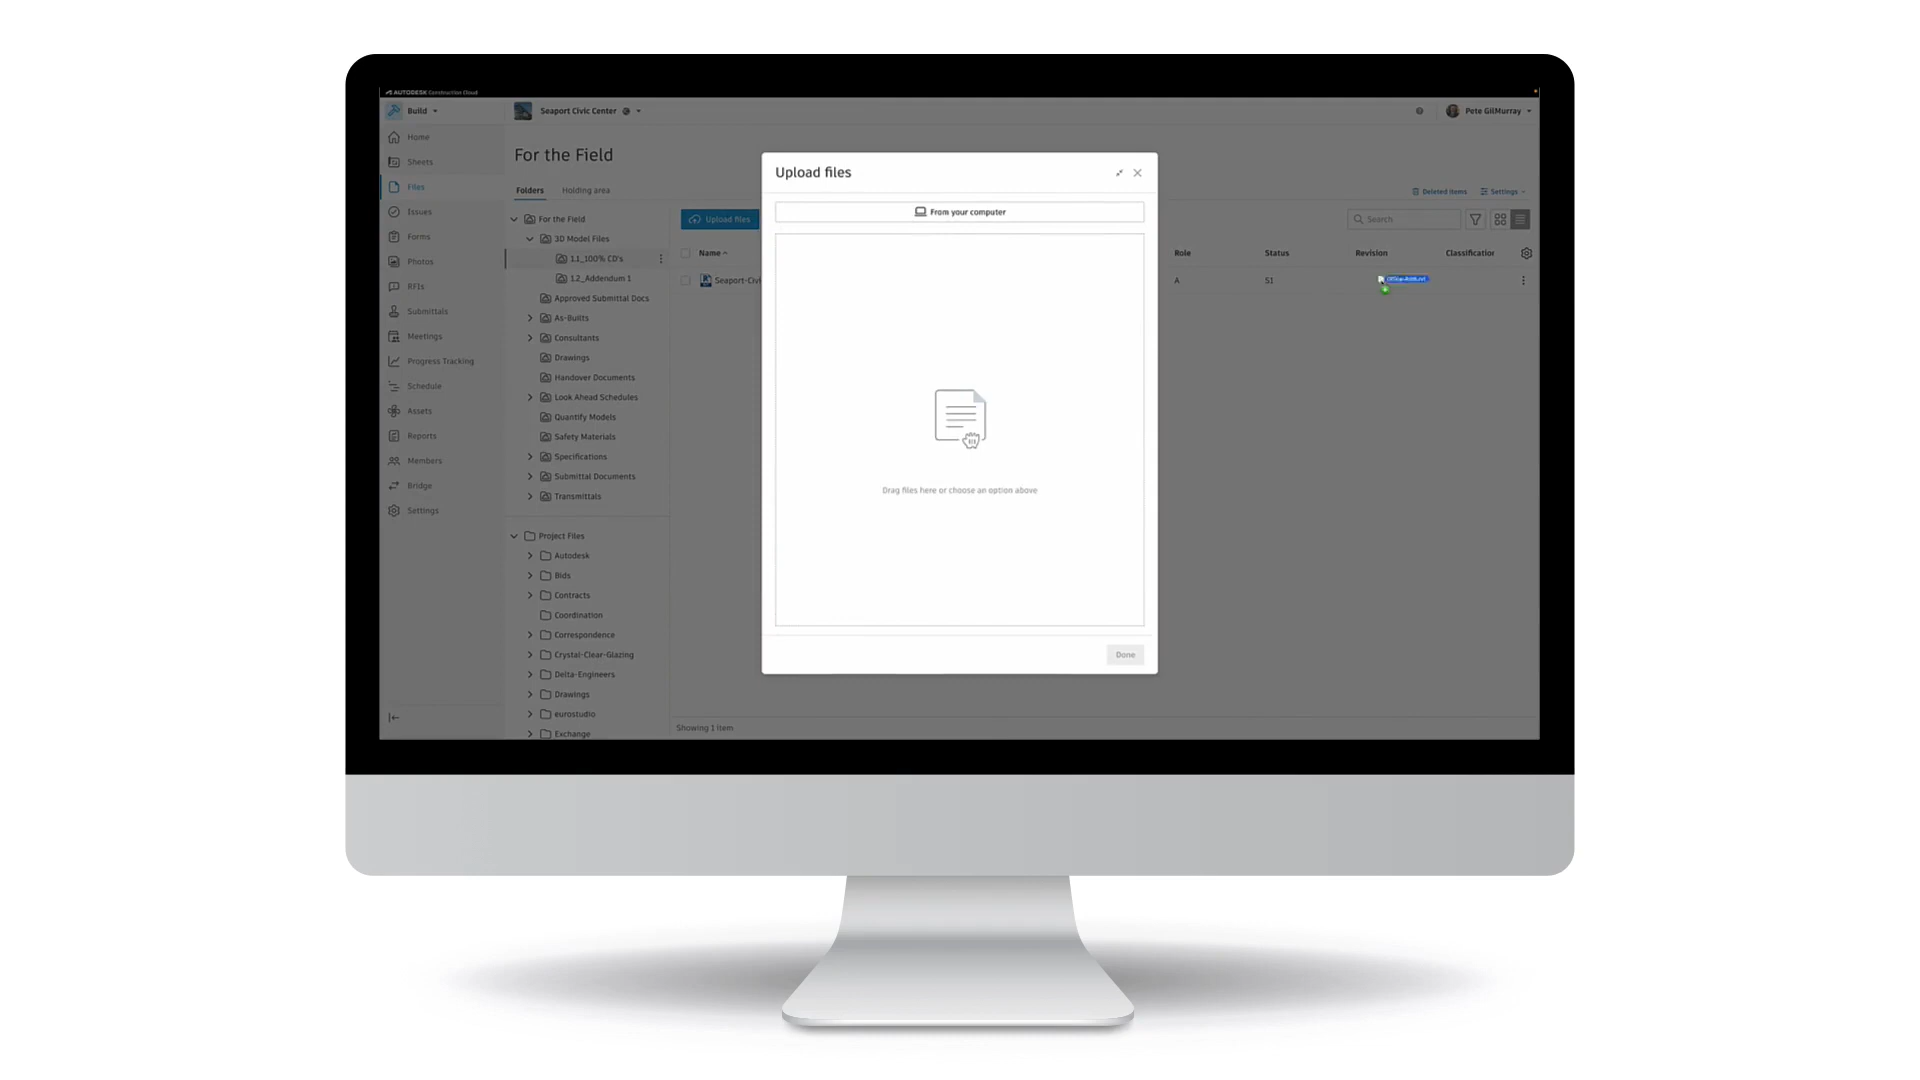 AUTODESK Construction Cloud
Build
Seaport Civic Center
Pete GilMurray
Home
Sheets
Files
Issues
Forms
Photos
RFIs
Submittals
Meetings
Progress Tracking
Schedule
Assets
Reports
Members
Bridge
Settings
For the Field
Folders
Holding area
Deleted items
Settings
For the Field
3D Model Files
1.1_100% CD's
1.2_Addendum 1
Approved Submittal Docs
As-Builts
Consultants
Drawings
Handover Documents
Look Ahead Schedules
Quantify Models
Safety Materials
Specifications
Submittal Documents
Transmittals
Project Files
Autodesk
Bids
Contracts
Coordination
Correspondence
Crystal-Clear-Glazing
Delta-Engineers
Drawings
eurostudio
Exchange
Upload files
Search
Name
Role
Status
Revision
Classification
Seaport-Civi
A
S1
Showing 1 item
Upload files
From your computer
Drag files here or choose an option above
Done